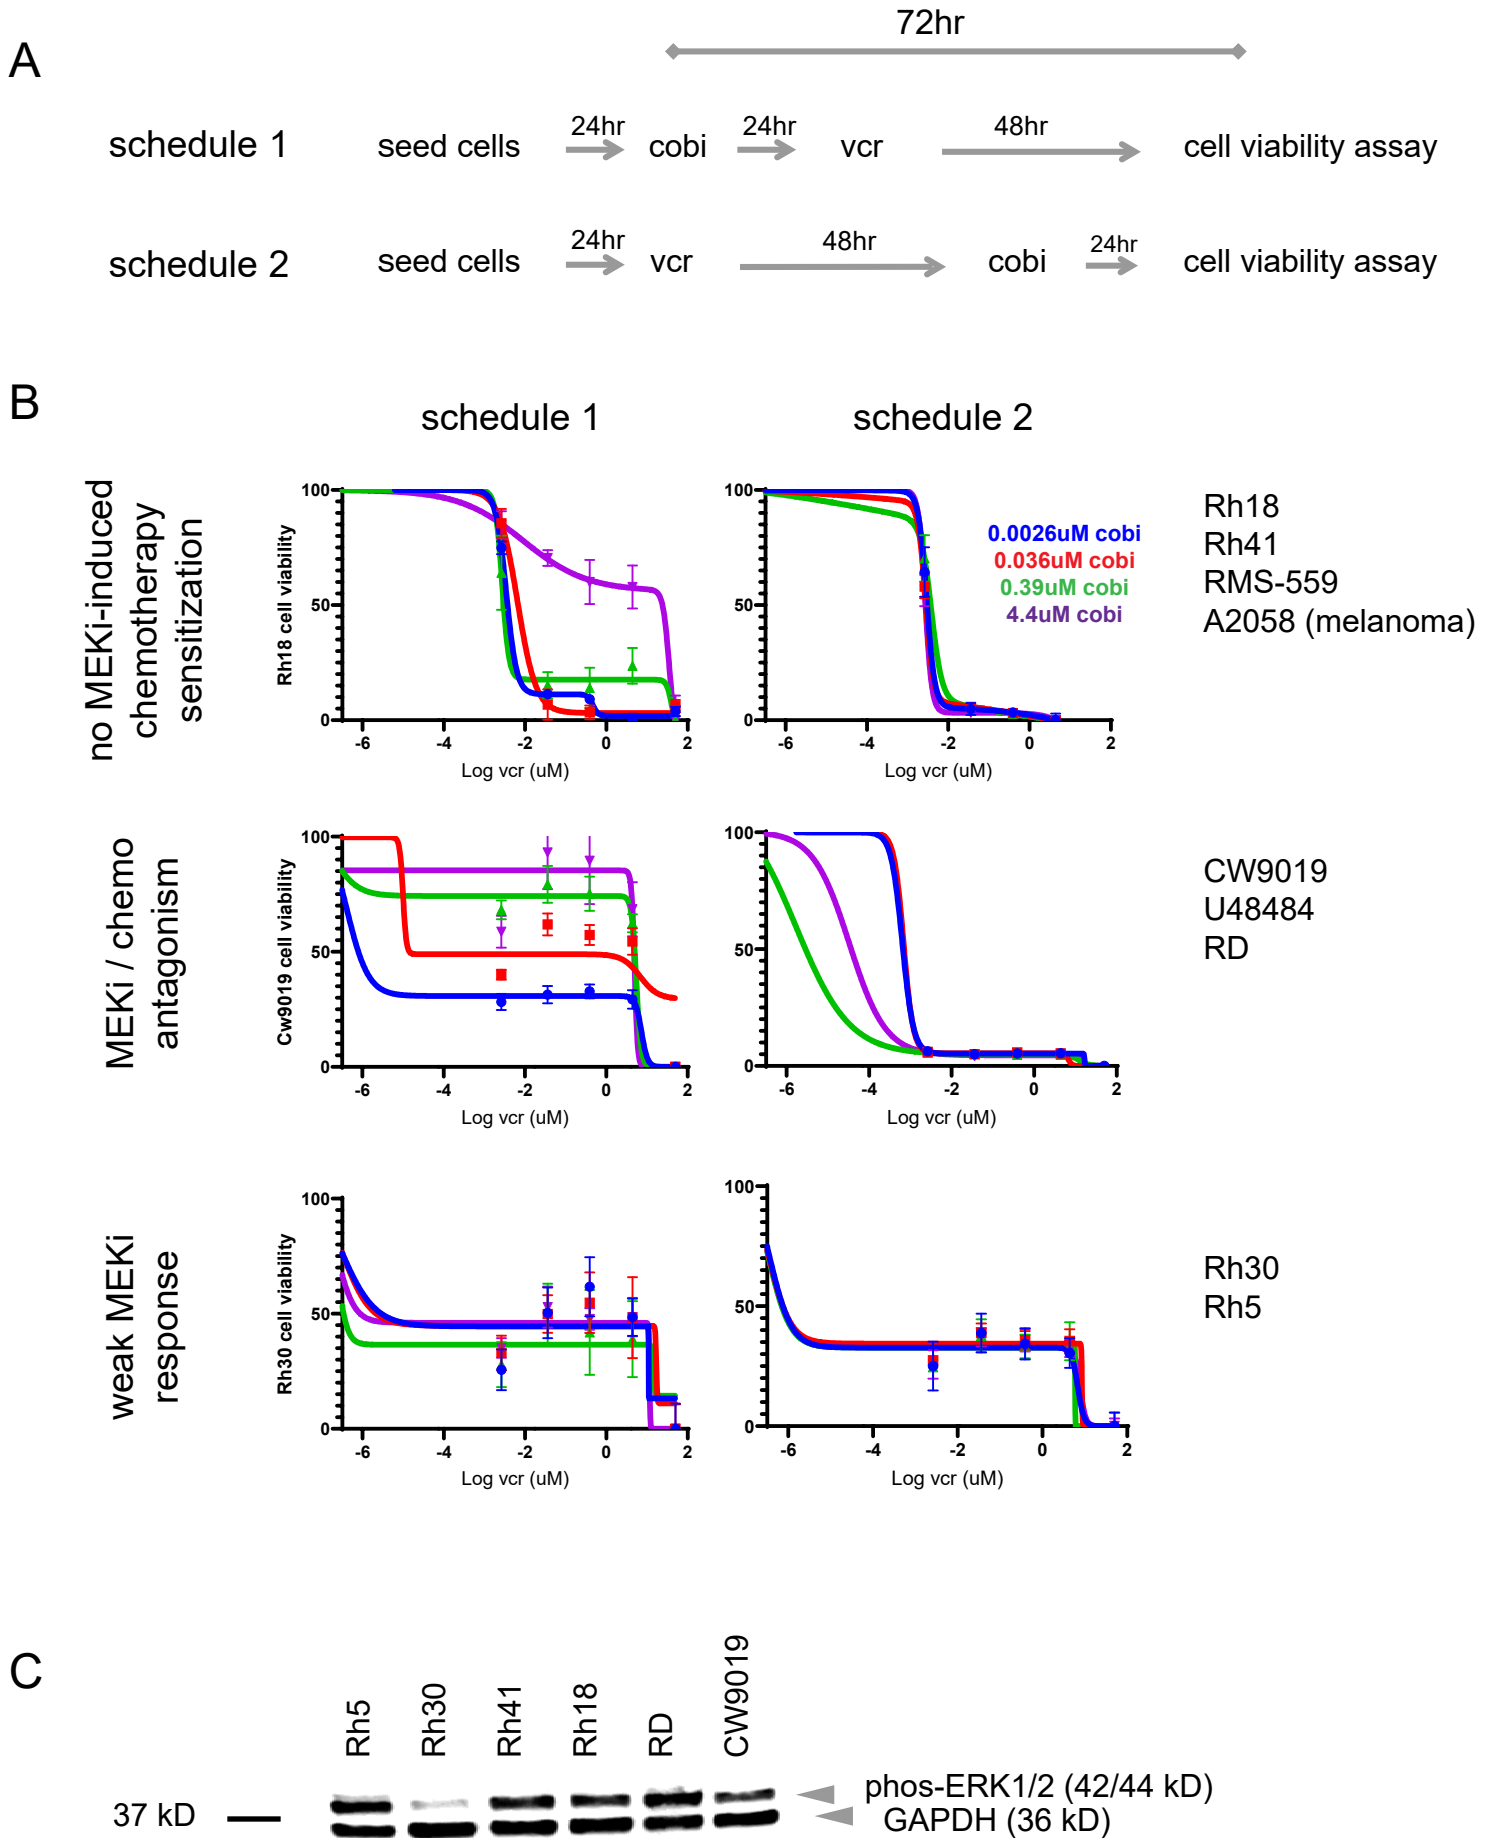 A
72hr
schedule 1 seed cells 24hr cobi 24hr vcr 48hr cell viability assay
schedule 2 seed cells 24hr vcr 48hr cobi 24hr cell viability assay
B
schedule 1 schedule 2
no MEKi-induced
chemotherapy
sensitization
Rh18 cell viability
100
50
0
-6 -4 -2 0 2
Log vcr (uM)
100
50
0
-6 -4 -2 0 2
Log vcr (uM)
0.0026uM cobi
0.036uM cobi
0.39uM cobi
4.4uM cobi
Rh18
Rh41
RMS-559
A2058 (melanoma)
MEKi / chemo
antagonism
Cw9019 cell viability
100
50
0
-6 -4 -2 0 2
Log vcr (uM)
100
50
0
-6 -4 -2 0 2
Log vcr (uM)
CW9019
U48484
RD
weak MEKi
response
Rh30 cell viability
100
50
0
-6 -4 -2 0 2
Log vcr (uM)
100
50
0
-6 -4 -2 0 2
Log vcr (uM)
Rh30
Rh5
C
Rh5 Rh30 Rh41 Rh18 RD CW9019
37 kD
phos-ERK1/2 (42/44 kD)
GAPDH (36 kD)